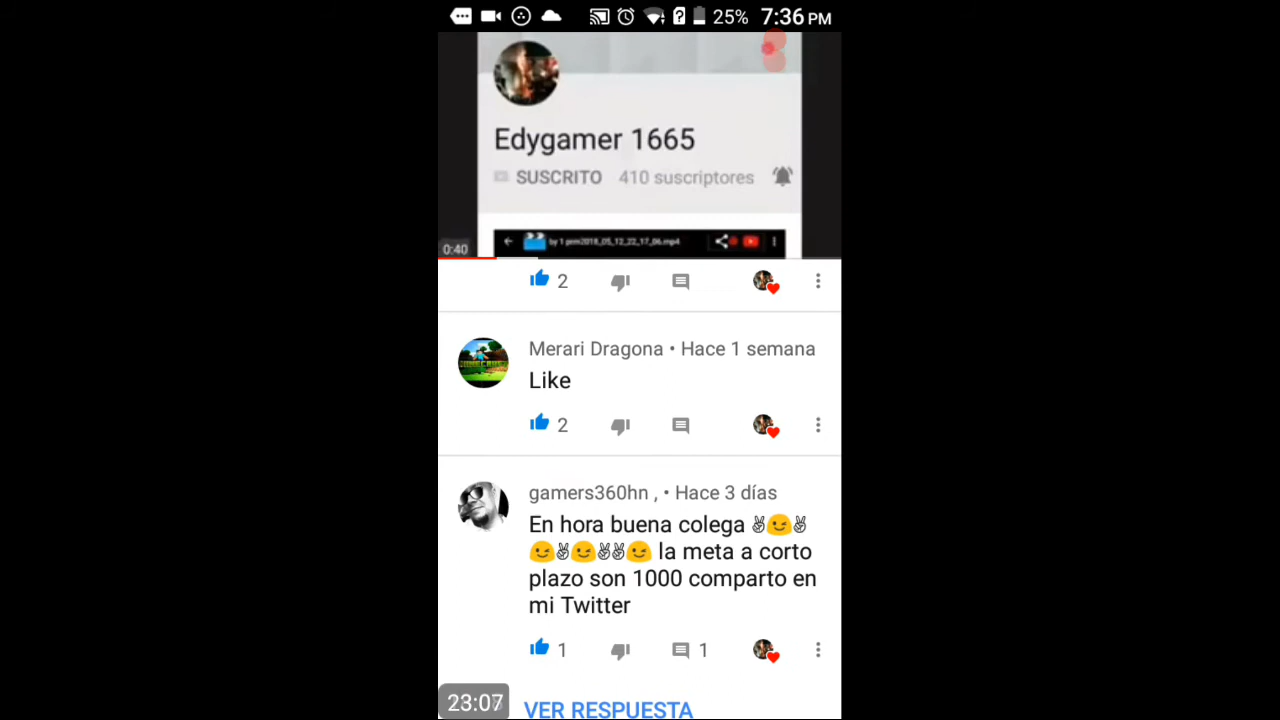 25% 7:36 PM
Edygamer 1665
SUSCRITO 410 suscriptores
by 1 pem2018_05_12_22_17_06.mp4
0:40
2
Merari Dragona • Hace 1 semana
Like
2
gamers360hn , • Hace 3 días
En hora buena colega ✌😉✌
😉✌😉✌✌😉 la meta a corto
plazo son 1000 comparto en
mi Twitter
1 1
23:07 VER RESPUESTA